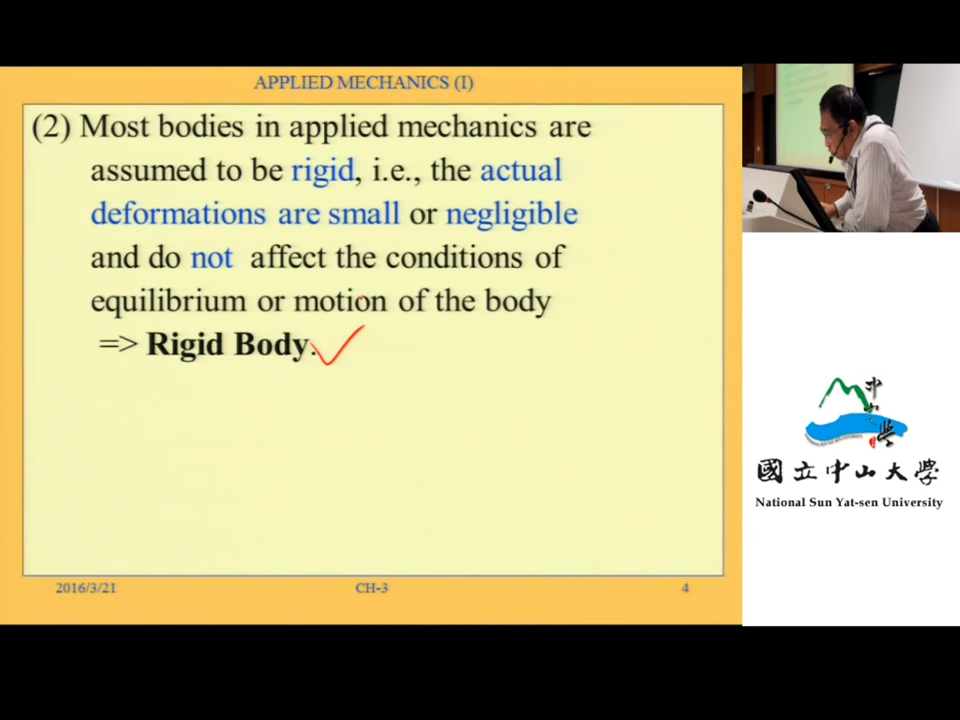 APPLIED MECHANICS (I)
(2) Most bodies in applied mechanics are
assumed to be rigid, i.e., the actual
deformations are small or negligible
and do not affect the conditions of
equilibrium or motion of the body
=> Rigid Body.
2016/3/21
CH-3
4
國立中山大學
National Sun Yat-sen University